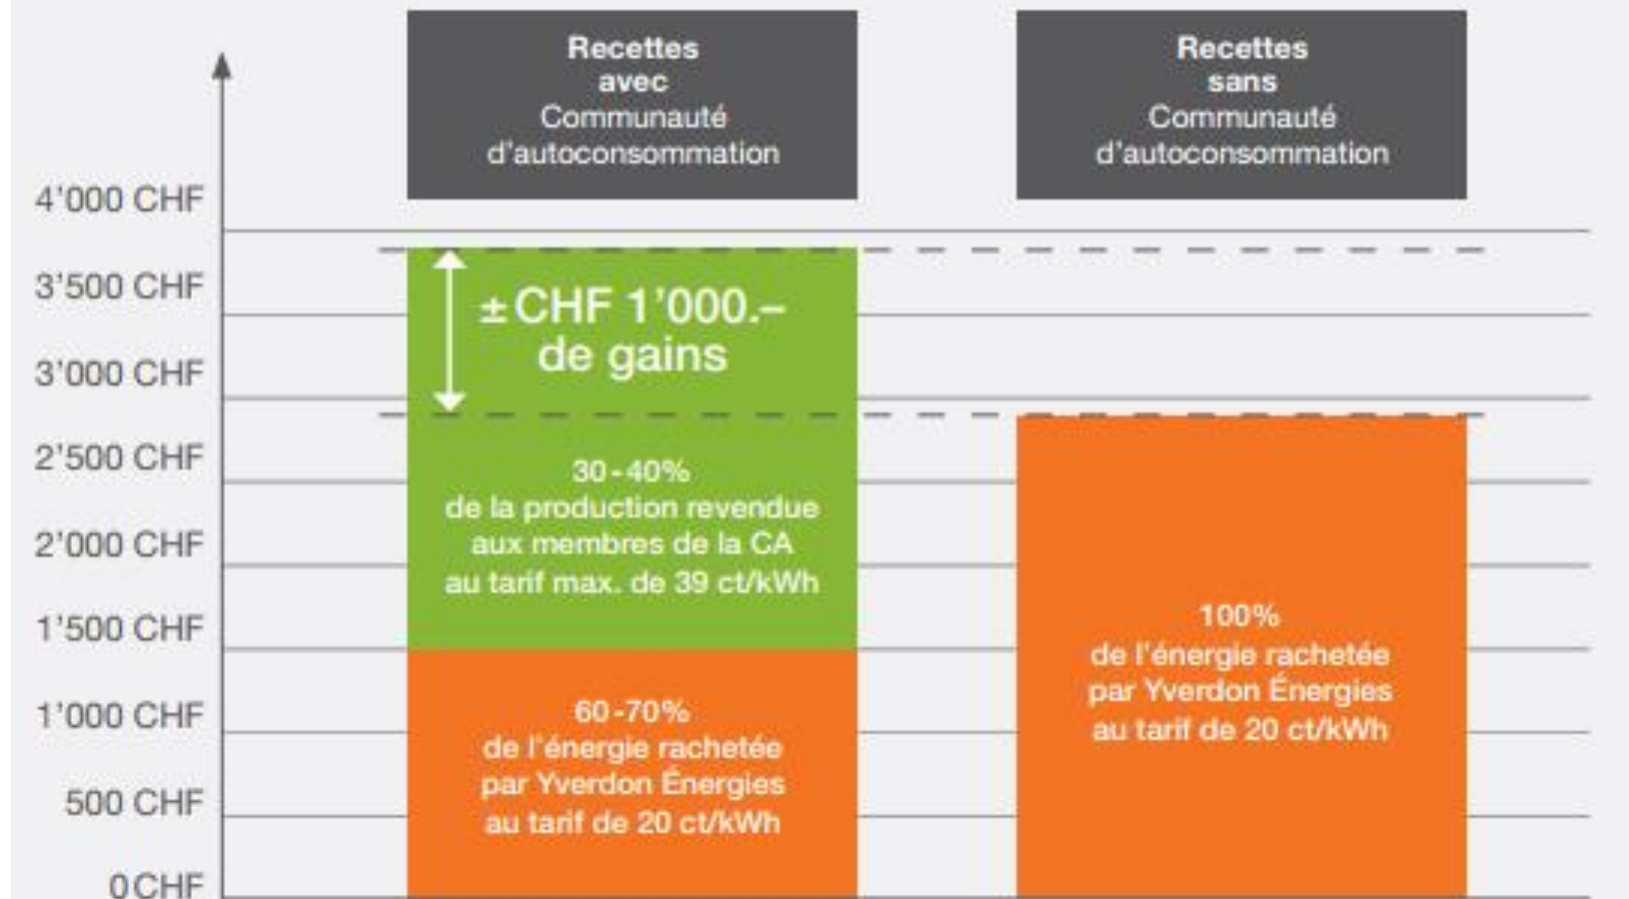 Recettes
avec
Communauté
d'autoconsommation
Recettes
sans
Communauté
d'autoconsommation
4'000 CHF
3'500 CHF
3'000 CHF
2'500 CHF
2'000 CHF
1'500 CHF
1'000 CHF
500 CHF
0 CHF
± CHF 1'000.–
de gains
30-40%
de la production revendue
aux membres de la CA
au tarif max. de 39 ct/kWh
60-70%
de l'énergie rachetée
par Yverdon Énergies
au tarif de 20 ct/kWh
100%
de l'énergie rachetée
par Yverdon Énergies
au tarif de 20 ct/kWh